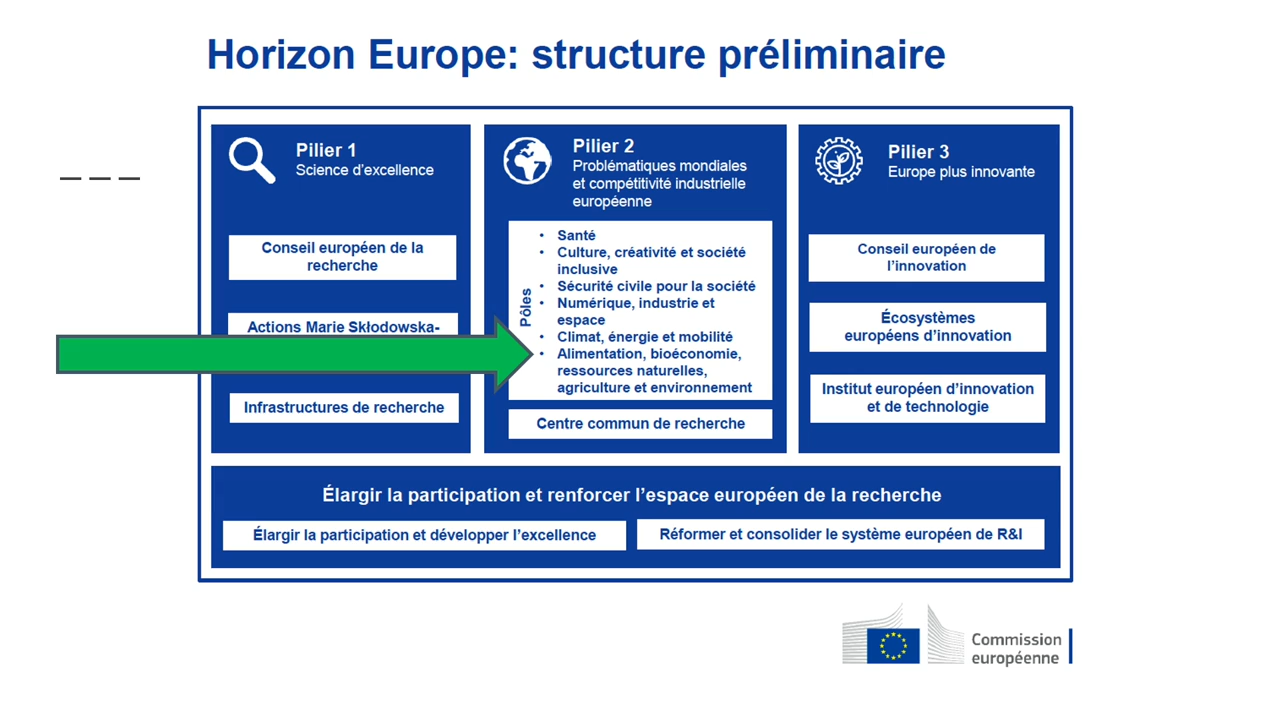 Horizon Europe: structure préliminaire
Pilier 1
Science d'excellence
Conseil européen de la
recherche
Actions Marie Skłodowska-
Infrastructures de recherche
Pilier 2
Problématiques mondiales
et compétitivité industrielle
européenne
Pôles
• Santé
• Culture, créativité et société
inclusive
• Sécurité civile pour la société
• Numérique, industrie et
espace
• Climat, énergie et mobilité
• Alimentation, bioéconomie,
ressources naturelles,
agriculture et environnement
Centre commun de recherche
Pilier 3
Europe plus innovante
Conseil européen de
l'innovation
Écosystèmes
européens d'innovation
Institut européen d'innovation
et de technologie
Élargir la participation et renforcer l'espace européen de la recherche
Élargir la participation et développer l'excellence
Réformer et consolider le système européen de R&I
Commission
européenne